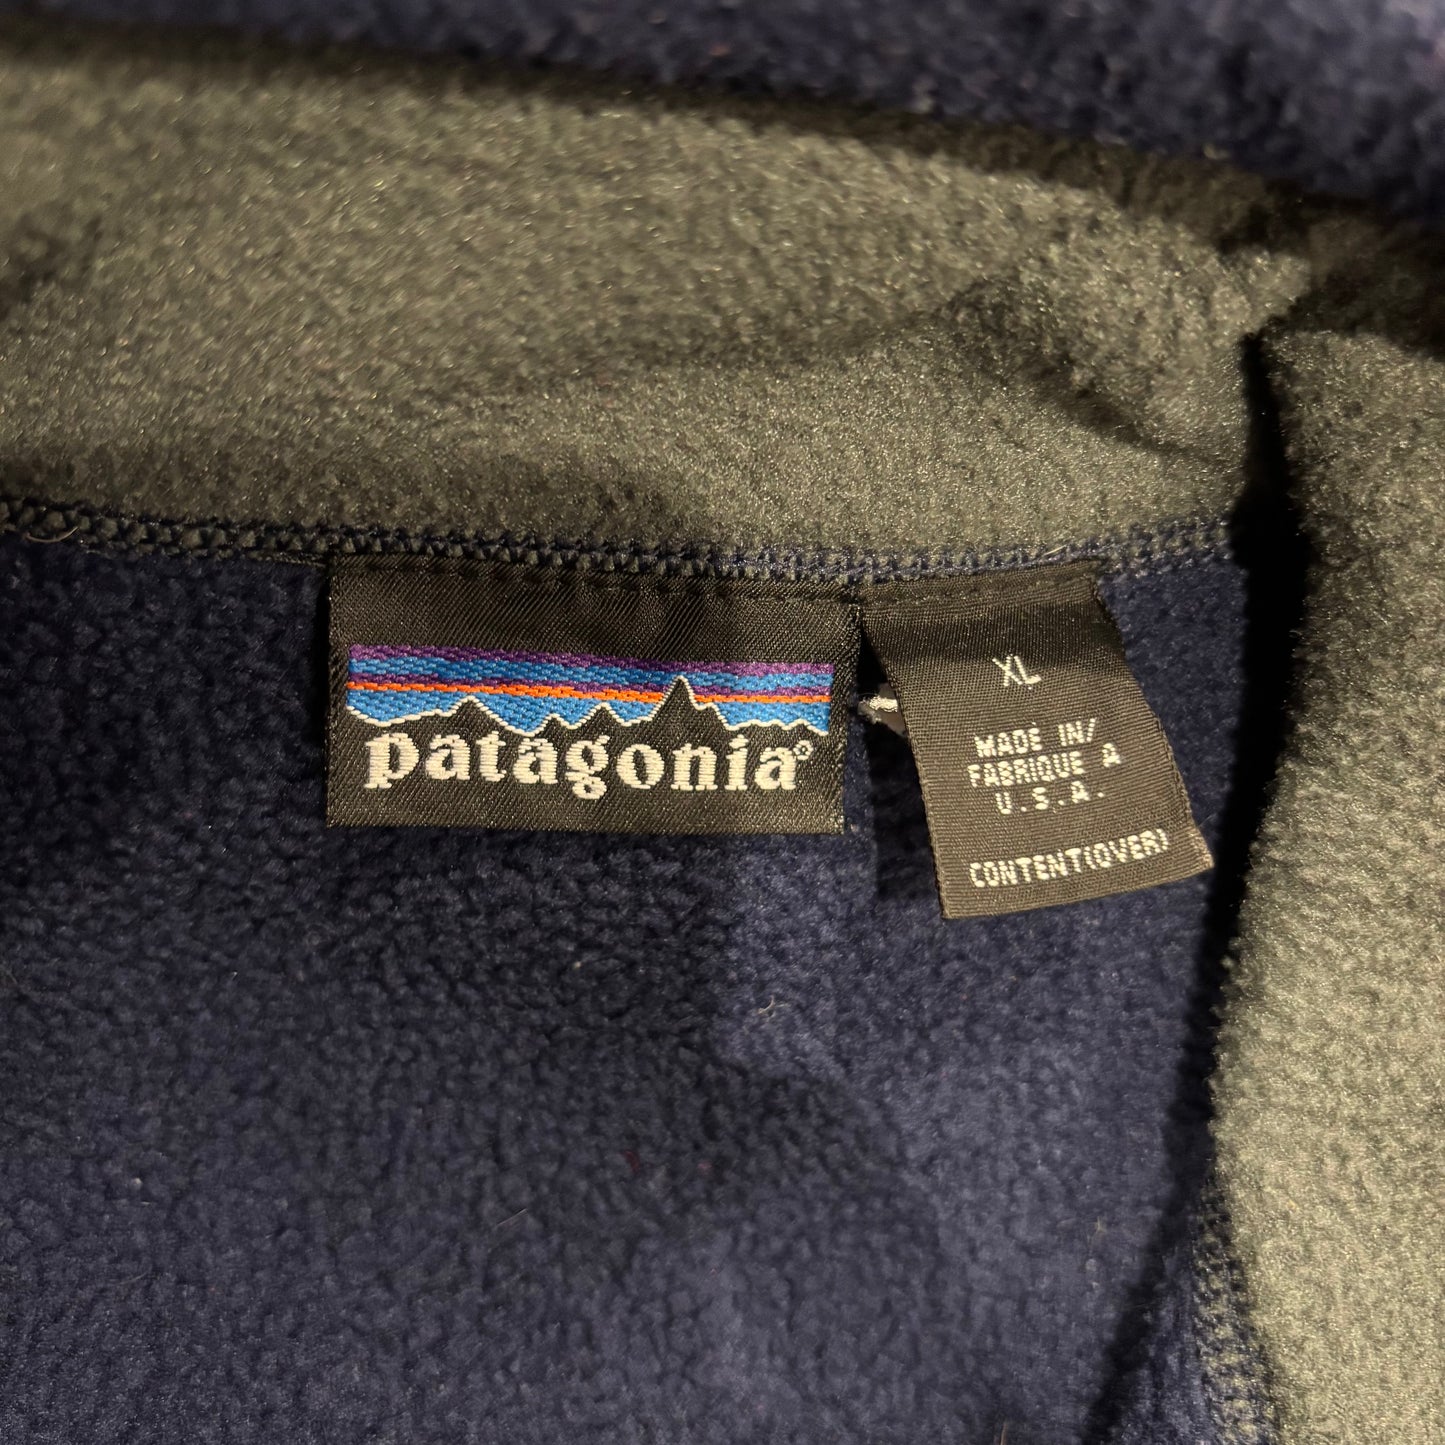 patagonia®
XL
MADE IN/
FABRIQUE A
U.S.A.
CONTENT(OVER)